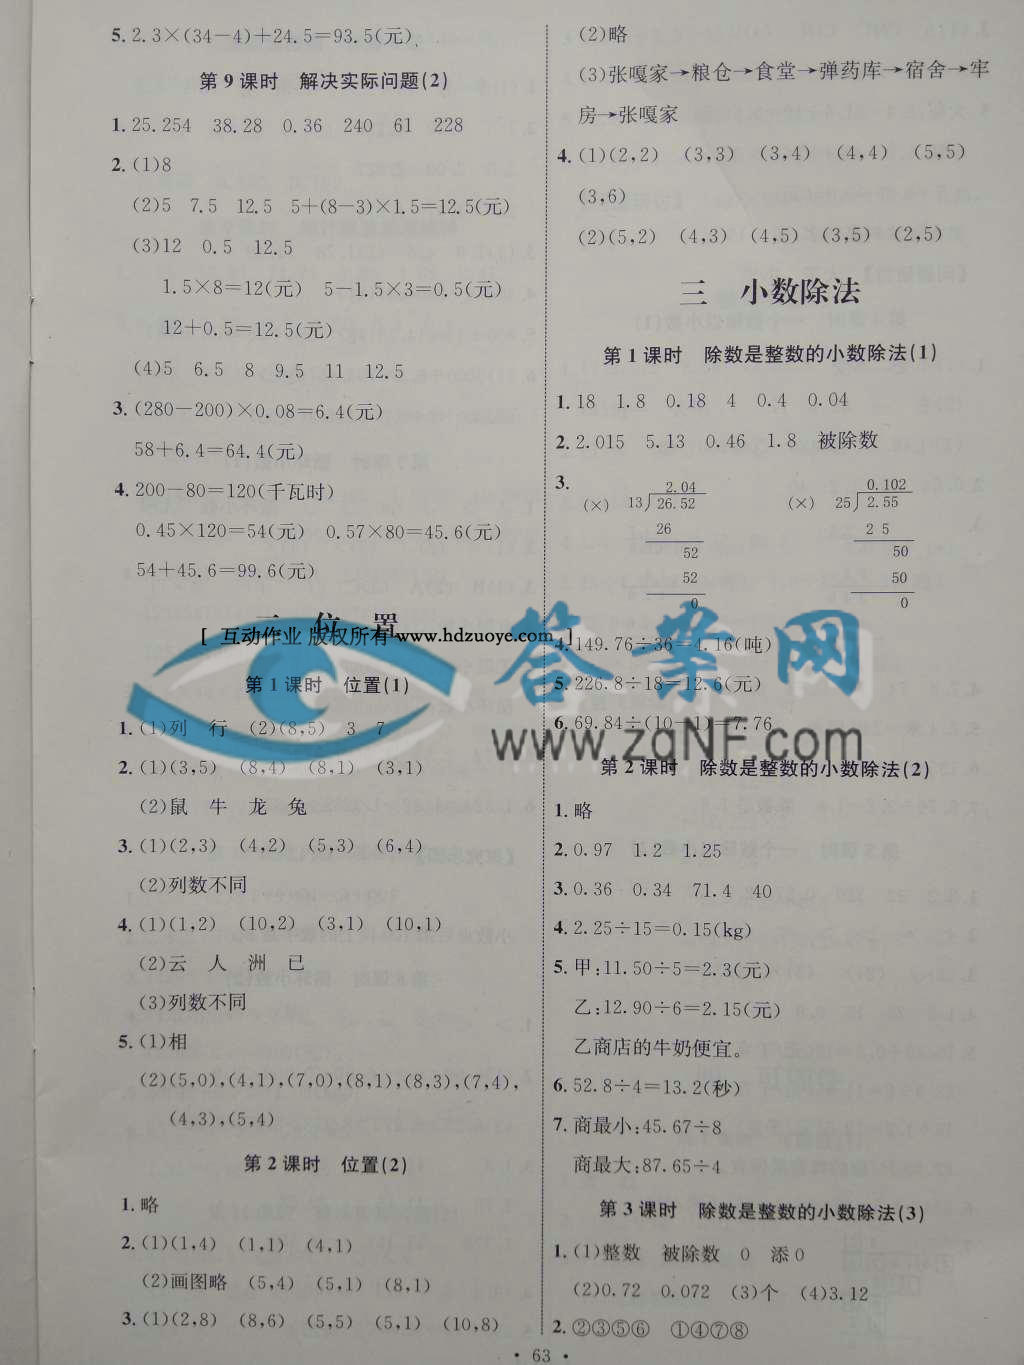 5. 2.3×(34-4)+24.5=93.5(元)
第 9 课时 解决实际问题(2)
1. 25.254 38.28 0.36 240 61 228
2. (1)8
(2)5 7.5 12.5 5+(8-3)×1.5=12.5(元)
(3)12 0.5 12.5
1.5×8=12(元) 5-1.5×3=0.5(元)
12+0.5=12.5(元)
(4)5 6.5 8 9.5 11 12.5
3. (280-200)×0.08=6.4(元)
58+6.4=64.4(元)
4. 200-80=120(千瓦时)
0.45×120=54(元) 0.57×80=45.6(元)
54+45.6=99.6(元)
二 位 置
[ 互动作业 版权所有 www.hdzuoye.com ]
第 1 课时 位置(1)
1. (1)列 行 (2)(8,5) 3 7
2. (1)(3,5) (8,4) (8,1) (3,1)
(2)鼠 牛 龙 兔
3. (1)(2,3) (4,2) (5,3) (6,4)
(2)列数不同
4. (1)(1,2) (10,2) (3,1) (10,1)
(2)云 人 洲 已
(3)列数不同
5. (1)相
(2)(5,0),(4,1),(7,0),(8,1),(8,3),(7,4),
(4,3),(5,4)
第 2 课时 位置(2)
1. 略
2. (1)(1,4) (1,1) (4,1)
(2)画图略 (5,4) (5,1) (8,1)
3. (1)(2,8) (8,6) (5,5) (5,1) (10,8)
(2)略
(3)张嘎家→粮仓→食堂→弹药库→宿舍→牢
房→张嘎家
4. (1)(2,2) (3,3) (3,4) (4,4) (5,5)
(3,6)
(2)(5,2) (4,3) (4,5) (3,5) (2,5)
三 小数除法
第 1 课时 除数是整数的小数除法(1)
1. 18 1.8 0.18 4 0.4 0.04
2. 2.015 5.13 0.46 1.8 被除数
3.
2.04 0.102
(×) 13 26.52 (×) 25 2.55
26 2 5
52 50
52 50
0 0
4. 149.76÷36=4.16(吨)
5. 226.8÷18=12.6(元)
6. 69.84÷(10-1)=7.76
答案网
www.zqNF.com
第 2 课时 除数是整数的小数除法(2)
1. 略
2. 0.97 1.2 1.25
3. 0.36 0.34 71.4 40
4. 2.25÷15=0.15(kg)
5. 甲:11.50÷5=2.3(元)
乙:12.90÷6=2.15(元)
乙商店的牛奶便宜。
6. 52.8÷4=13.2(秒)
7. 商最小:45.67÷8
商最大:87.65÷4
第 3 课时 除数是整数的小数除法(3)
1. (1)整数 被除数 0 添0
(2)0.72 0.072 (3)个 (4)3.12
2. ②③⑤⑥ ①④⑦⑧
• 63 •